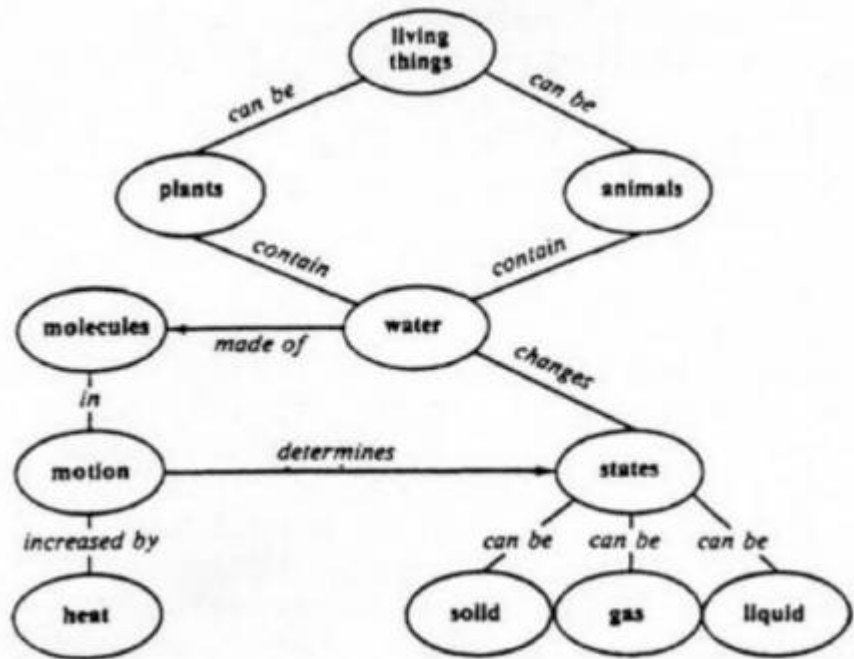 living
things
can be
can be
plants
animals
contain
contain
molecules
water
made of
changes
in
motion
determines
states
increased by
can be
can be
can be
heat
solid
gas
liquid